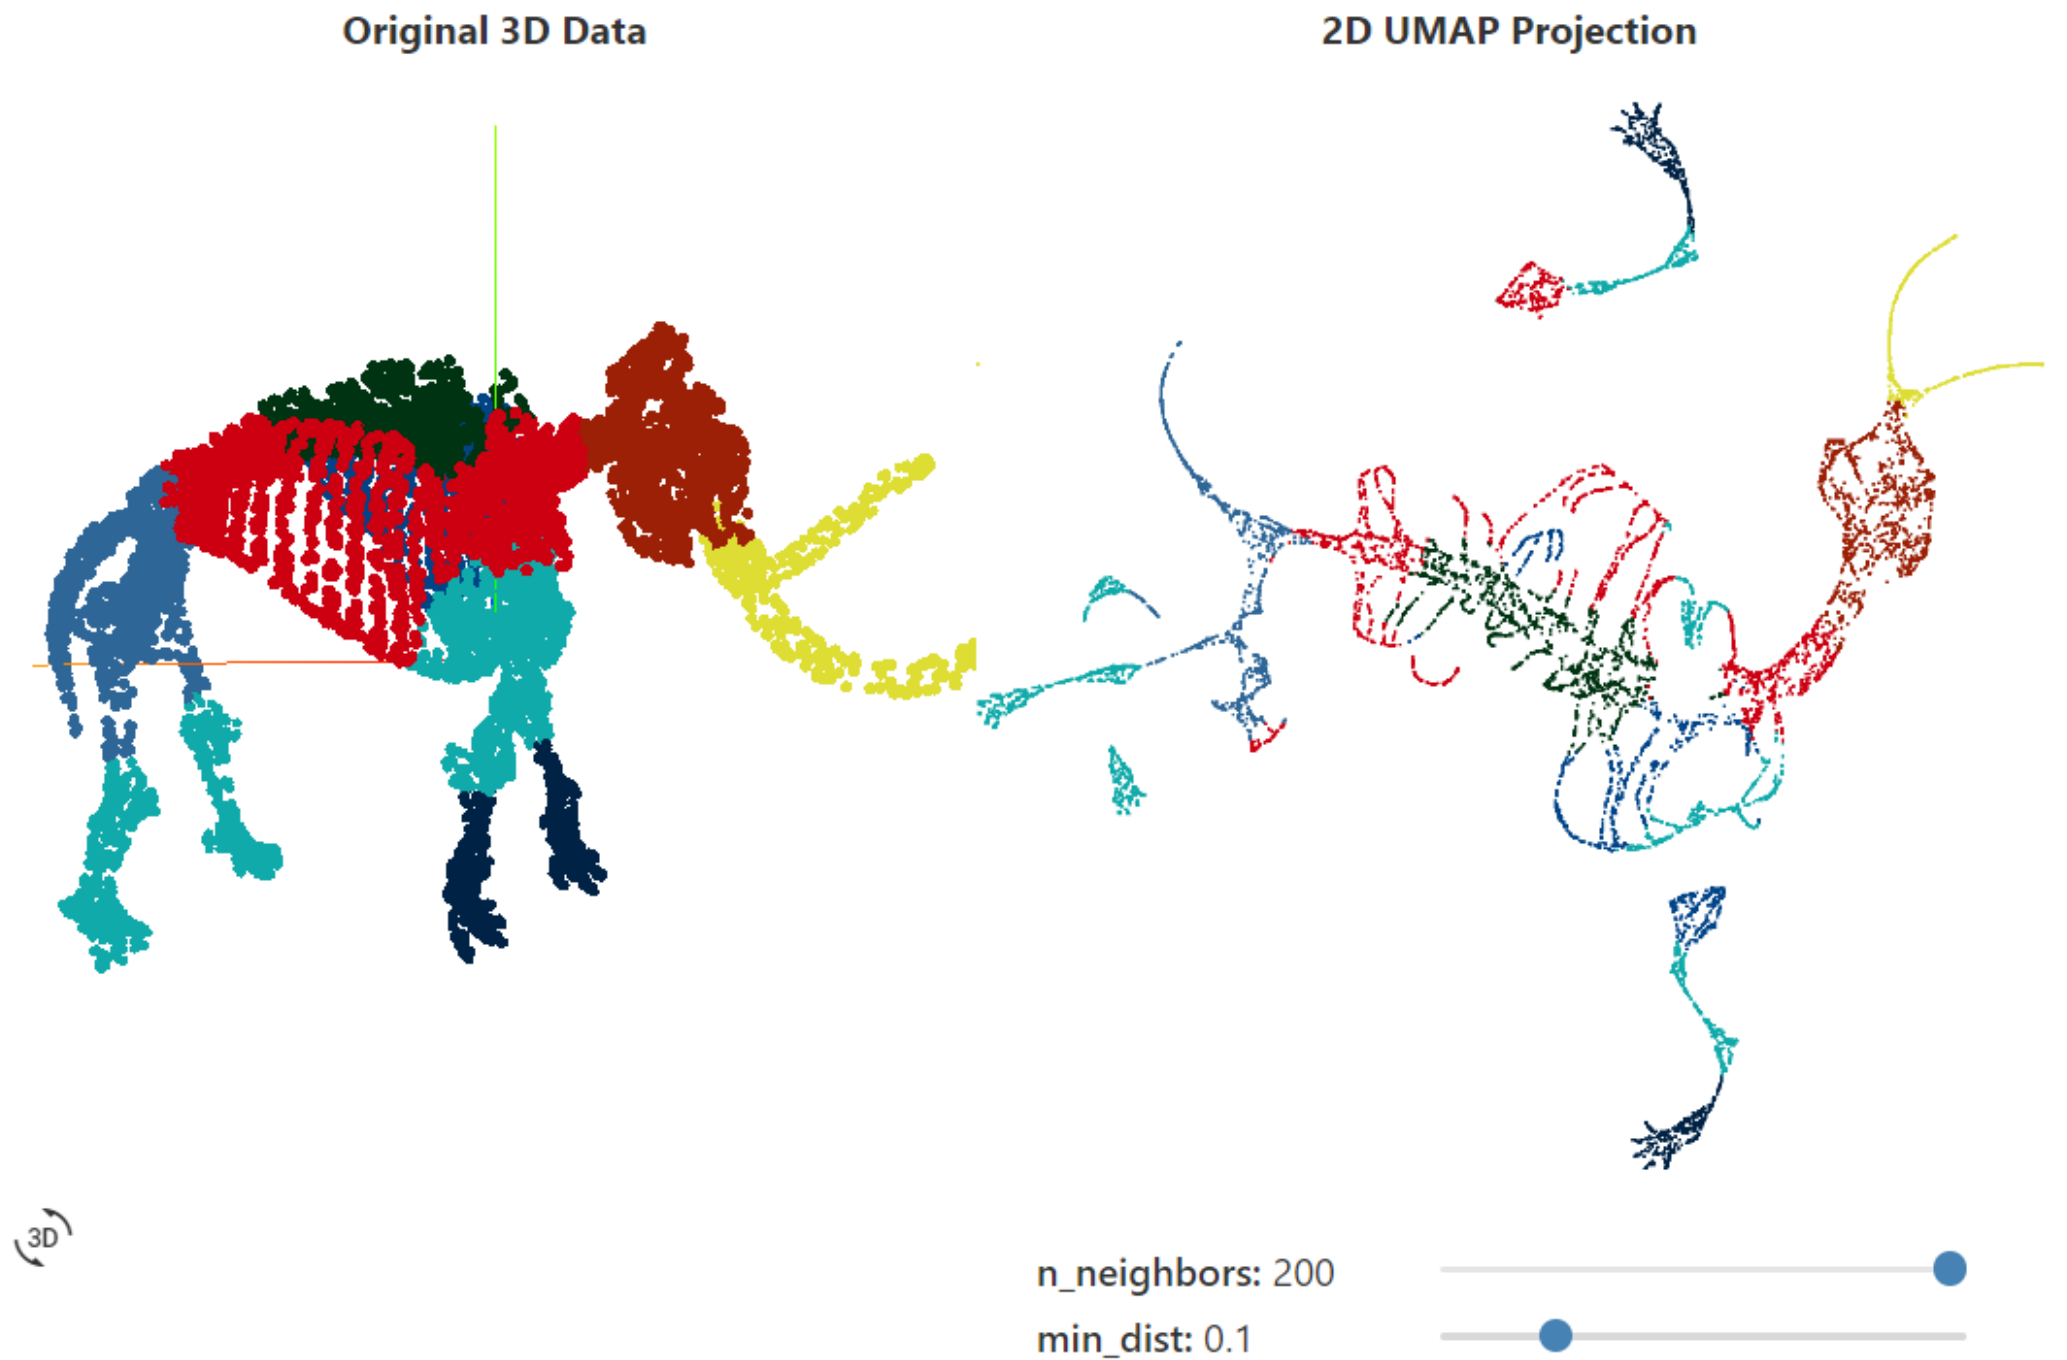 Original 3D Data
2D UMAP Projection
3D
n_neighbors: 200
min_dist: 0.1